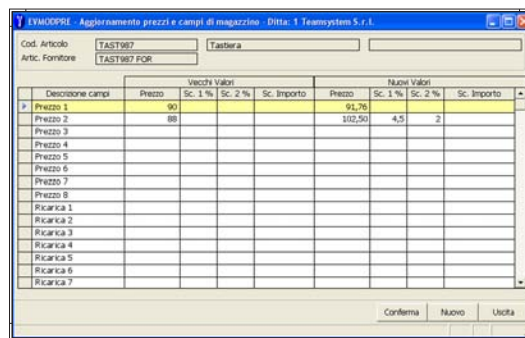 EVMODPRE - Aggiornamento prezzi e campi di magazzino - Ditta: 1 Teamsystem S.r.l.
Cod. Articolo TAST987 Tastiera
Artic. Fornitore TAST987 FOR
Vecchi Valori Nuovi Valori
Descrizione campi Prezzo Sc. 1 % Sc. 2 % Sc. Importo Prezzo Sc. 1 % Sc. 2 % Sc. Importo
Prezzo 1 90 91,76
Prezzo 2 88 102,50 4,5 2
Prezzo 3
Prezzo 4
Prezzo 5
Prezzo 6
Prezzo 7
Prezzo 8
Ricarica 1
Ricarica 2
Ricarica 3
Ricarica 4
Ricarica 5
Ricarica 6
Ricarica 7
Conferma Nuovo Uscita